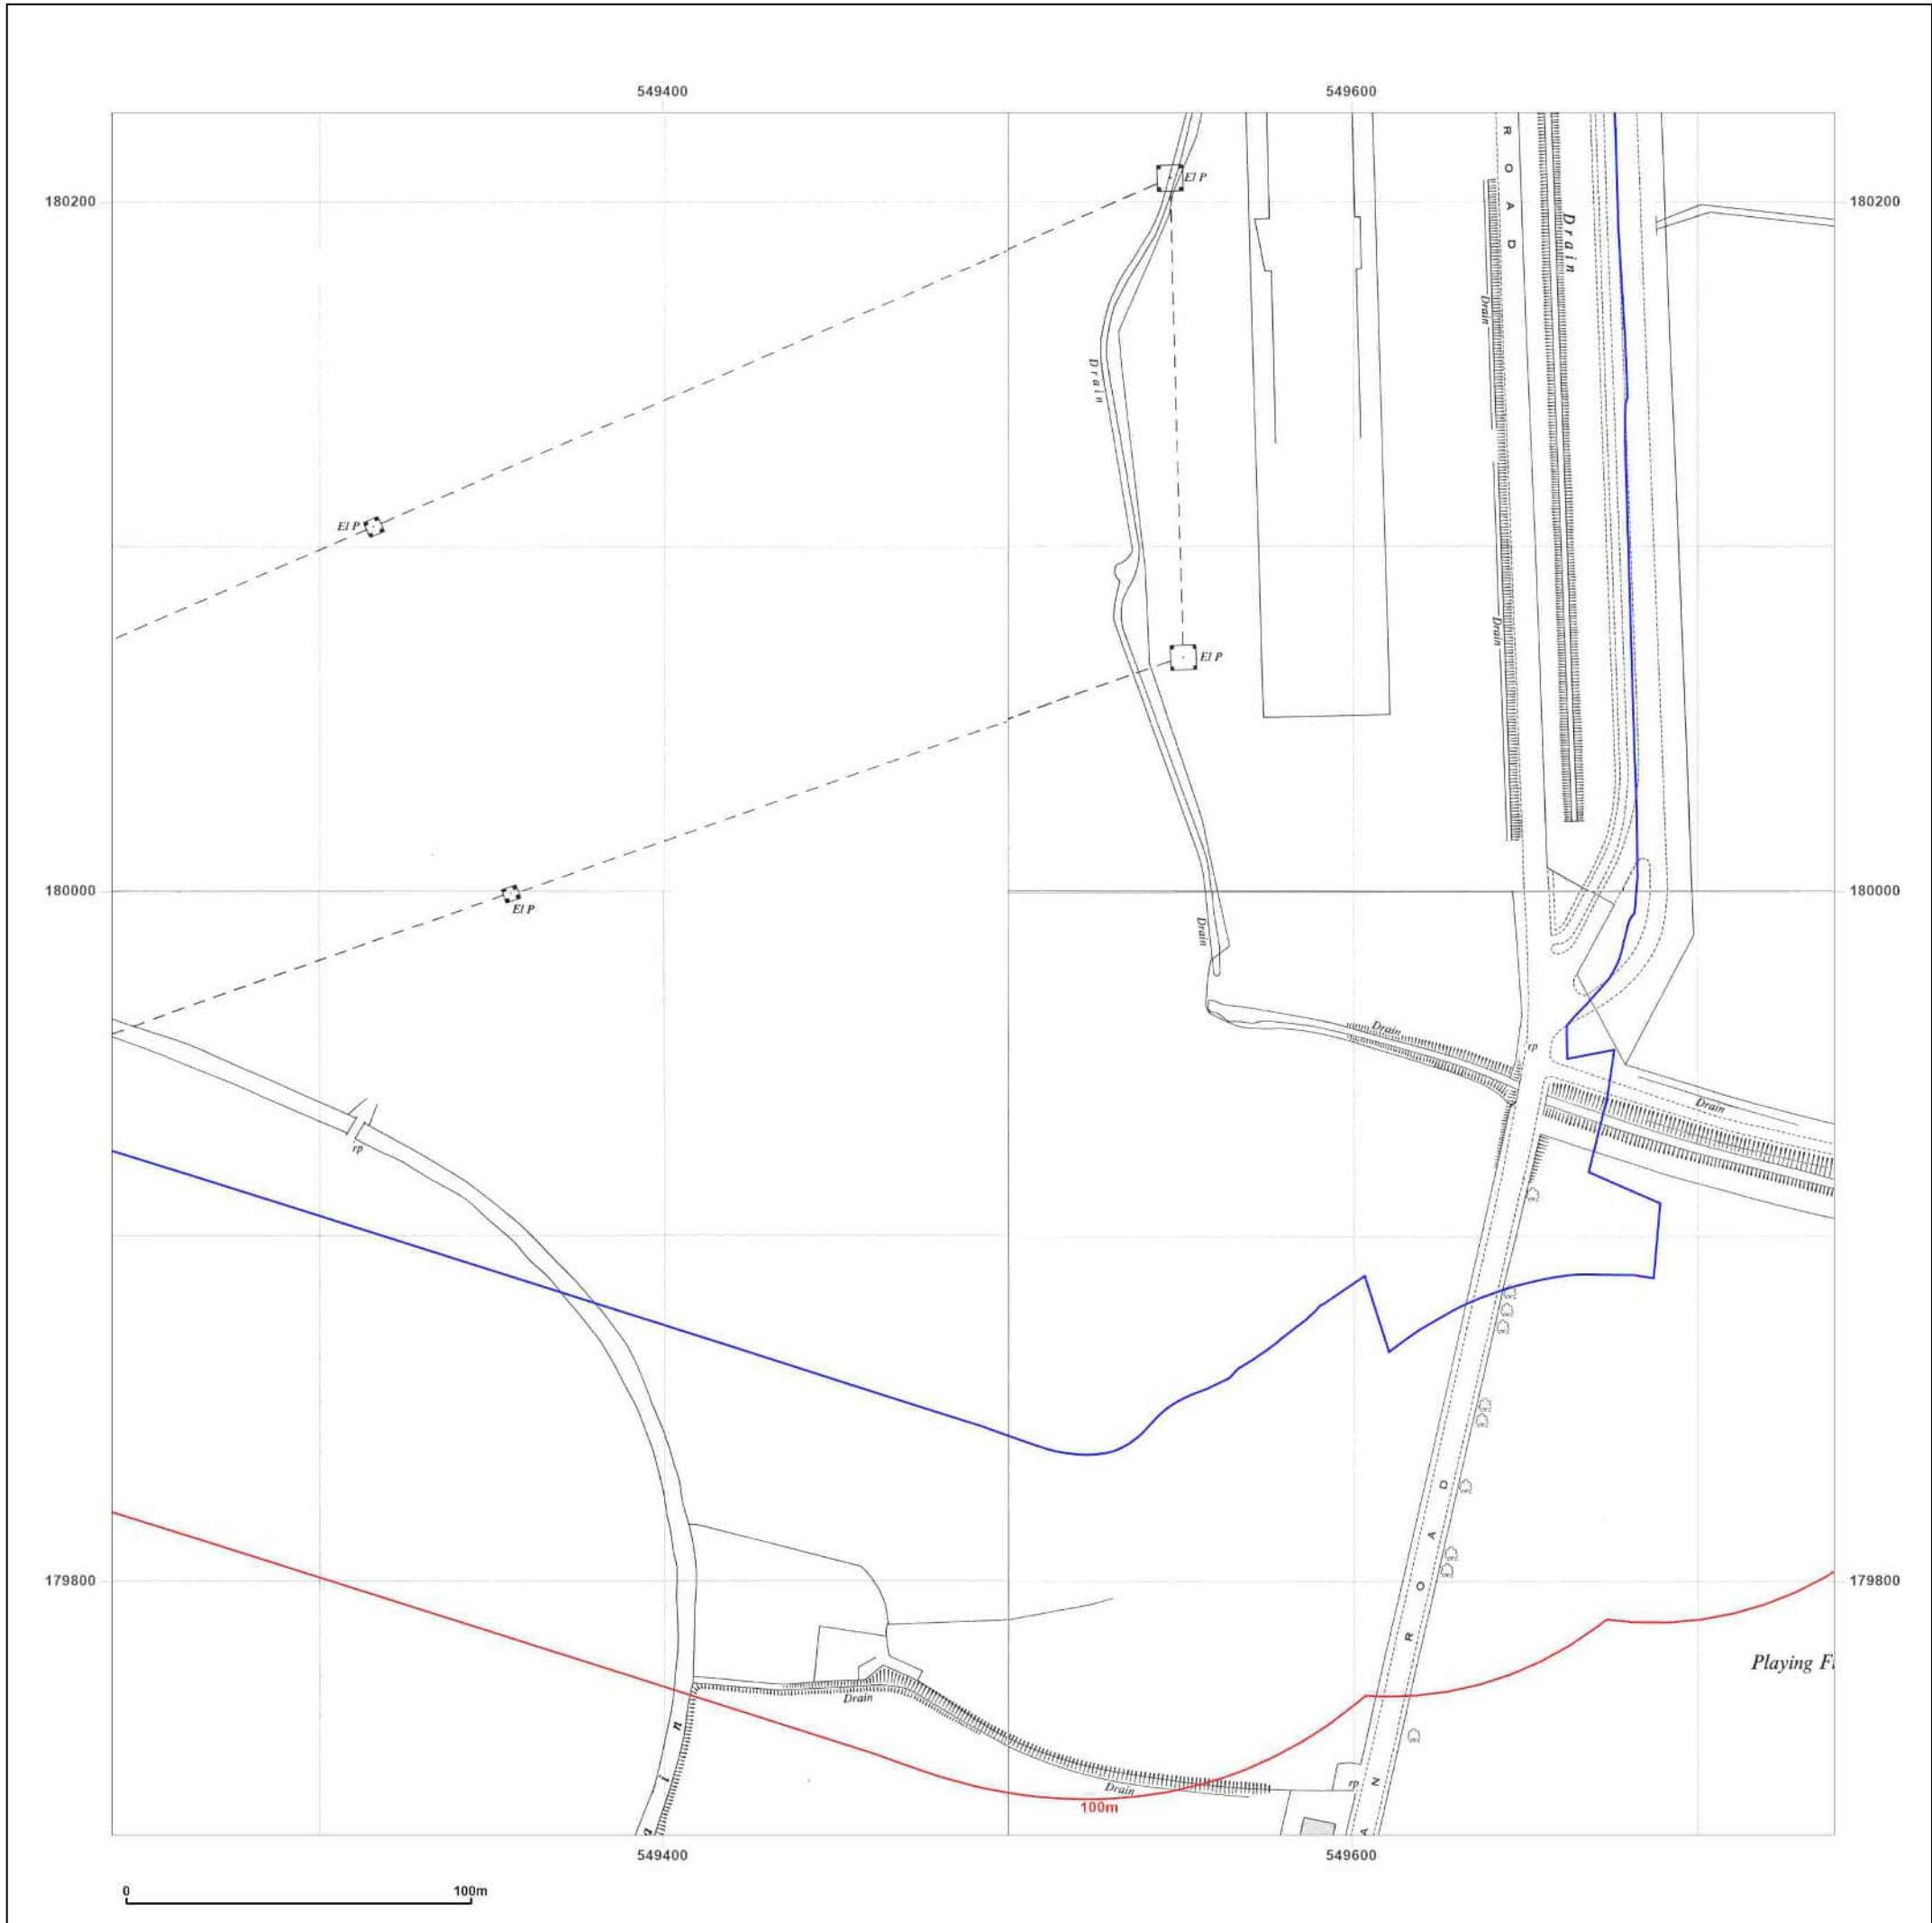 549400 549600
R O A D
El P
180200 180200
Drain
Drain
Drain
El P
Drain
El P
180000 180000
El P
Drain
Drain
rp
Drain
rp
D
A
179800 179800
O
R
Playing Fi
Drain
n
i
rp
N
Drain
100m
a
A
549400 549600
0 100m